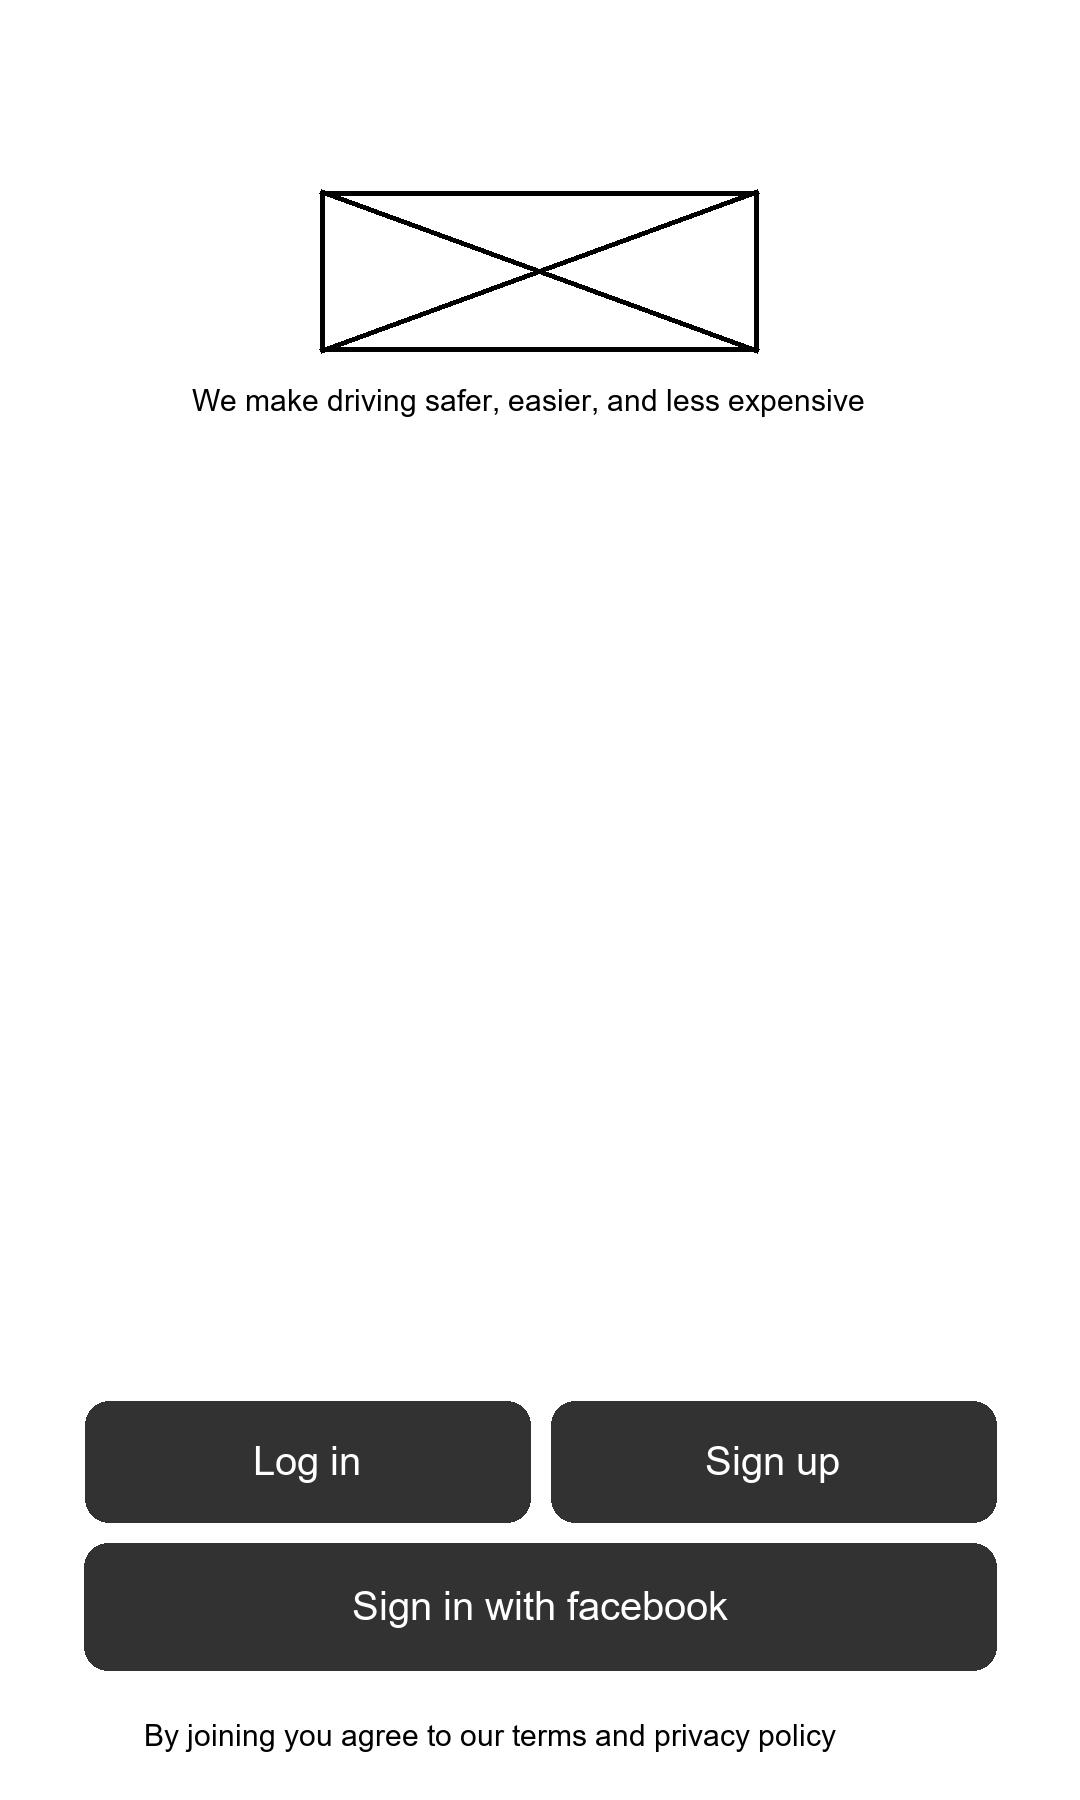 We make driving safer, easier, and less expensive
Log in
Sign up
Sign in with facebook
By joining you agree to our terms and privacy policy